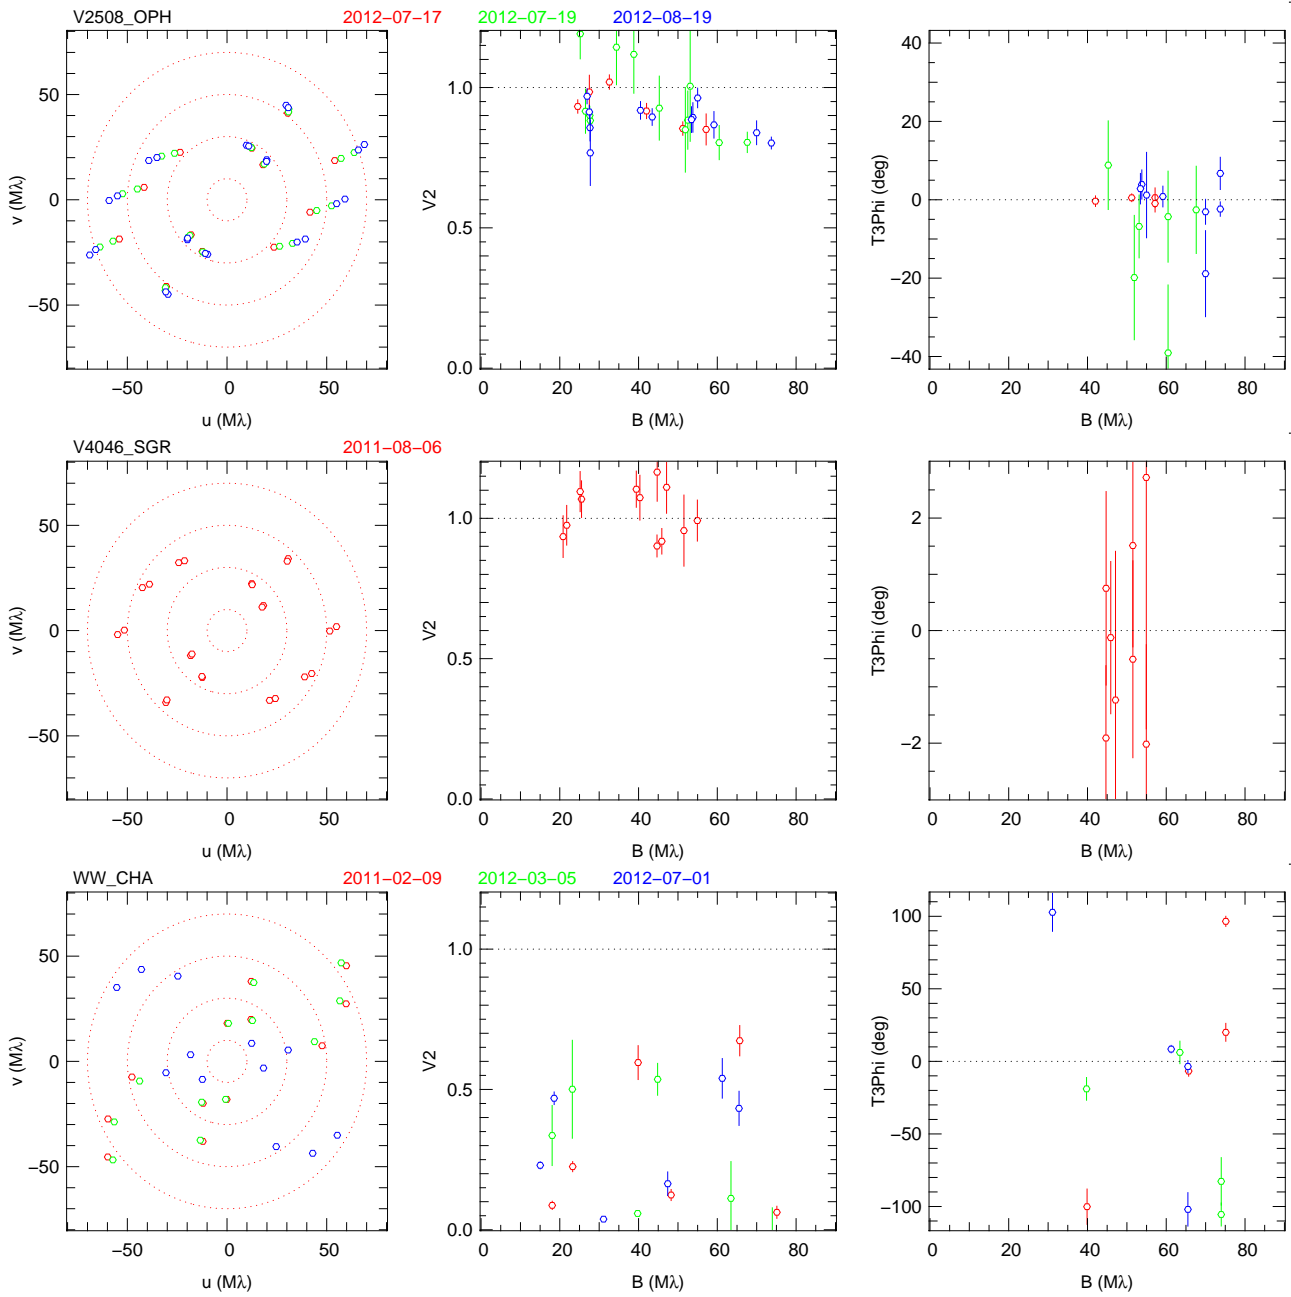 V2508_OPH 2012−07−17 2012−07−19 2012−08−19
50
0
−50
v (Mλ)
−50 0 50
u (Mλ)
1.0
0.5
0.0
V2
0 20 40 60 80
B (Mλ)
40
20
0
−20
−40
T3Phi (deg)
0 20 40 60 80
B (Mλ)
V4046_SGR 2011−08−06
50
0
−50
v (Mλ)
−50 0 50
u (Mλ)
1.0
0.5
0.0
V2
0 20 40 60 80
B (Mλ)
2
0
−2
T3Phi (deg)
0 20 40 60 80
B (Mλ)
WW_CHA 2011−02−09 2012−03−05 2012−07−01
50
0
−50
v (Mλ)
−50 0 50
u (Mλ)
1.0
0.5
0.0
V2
0 20 40 60 80
B (Mλ)
100
50
0
−50
−100
T3Phi (deg)
0 20 40 60 80
B (Mλ)